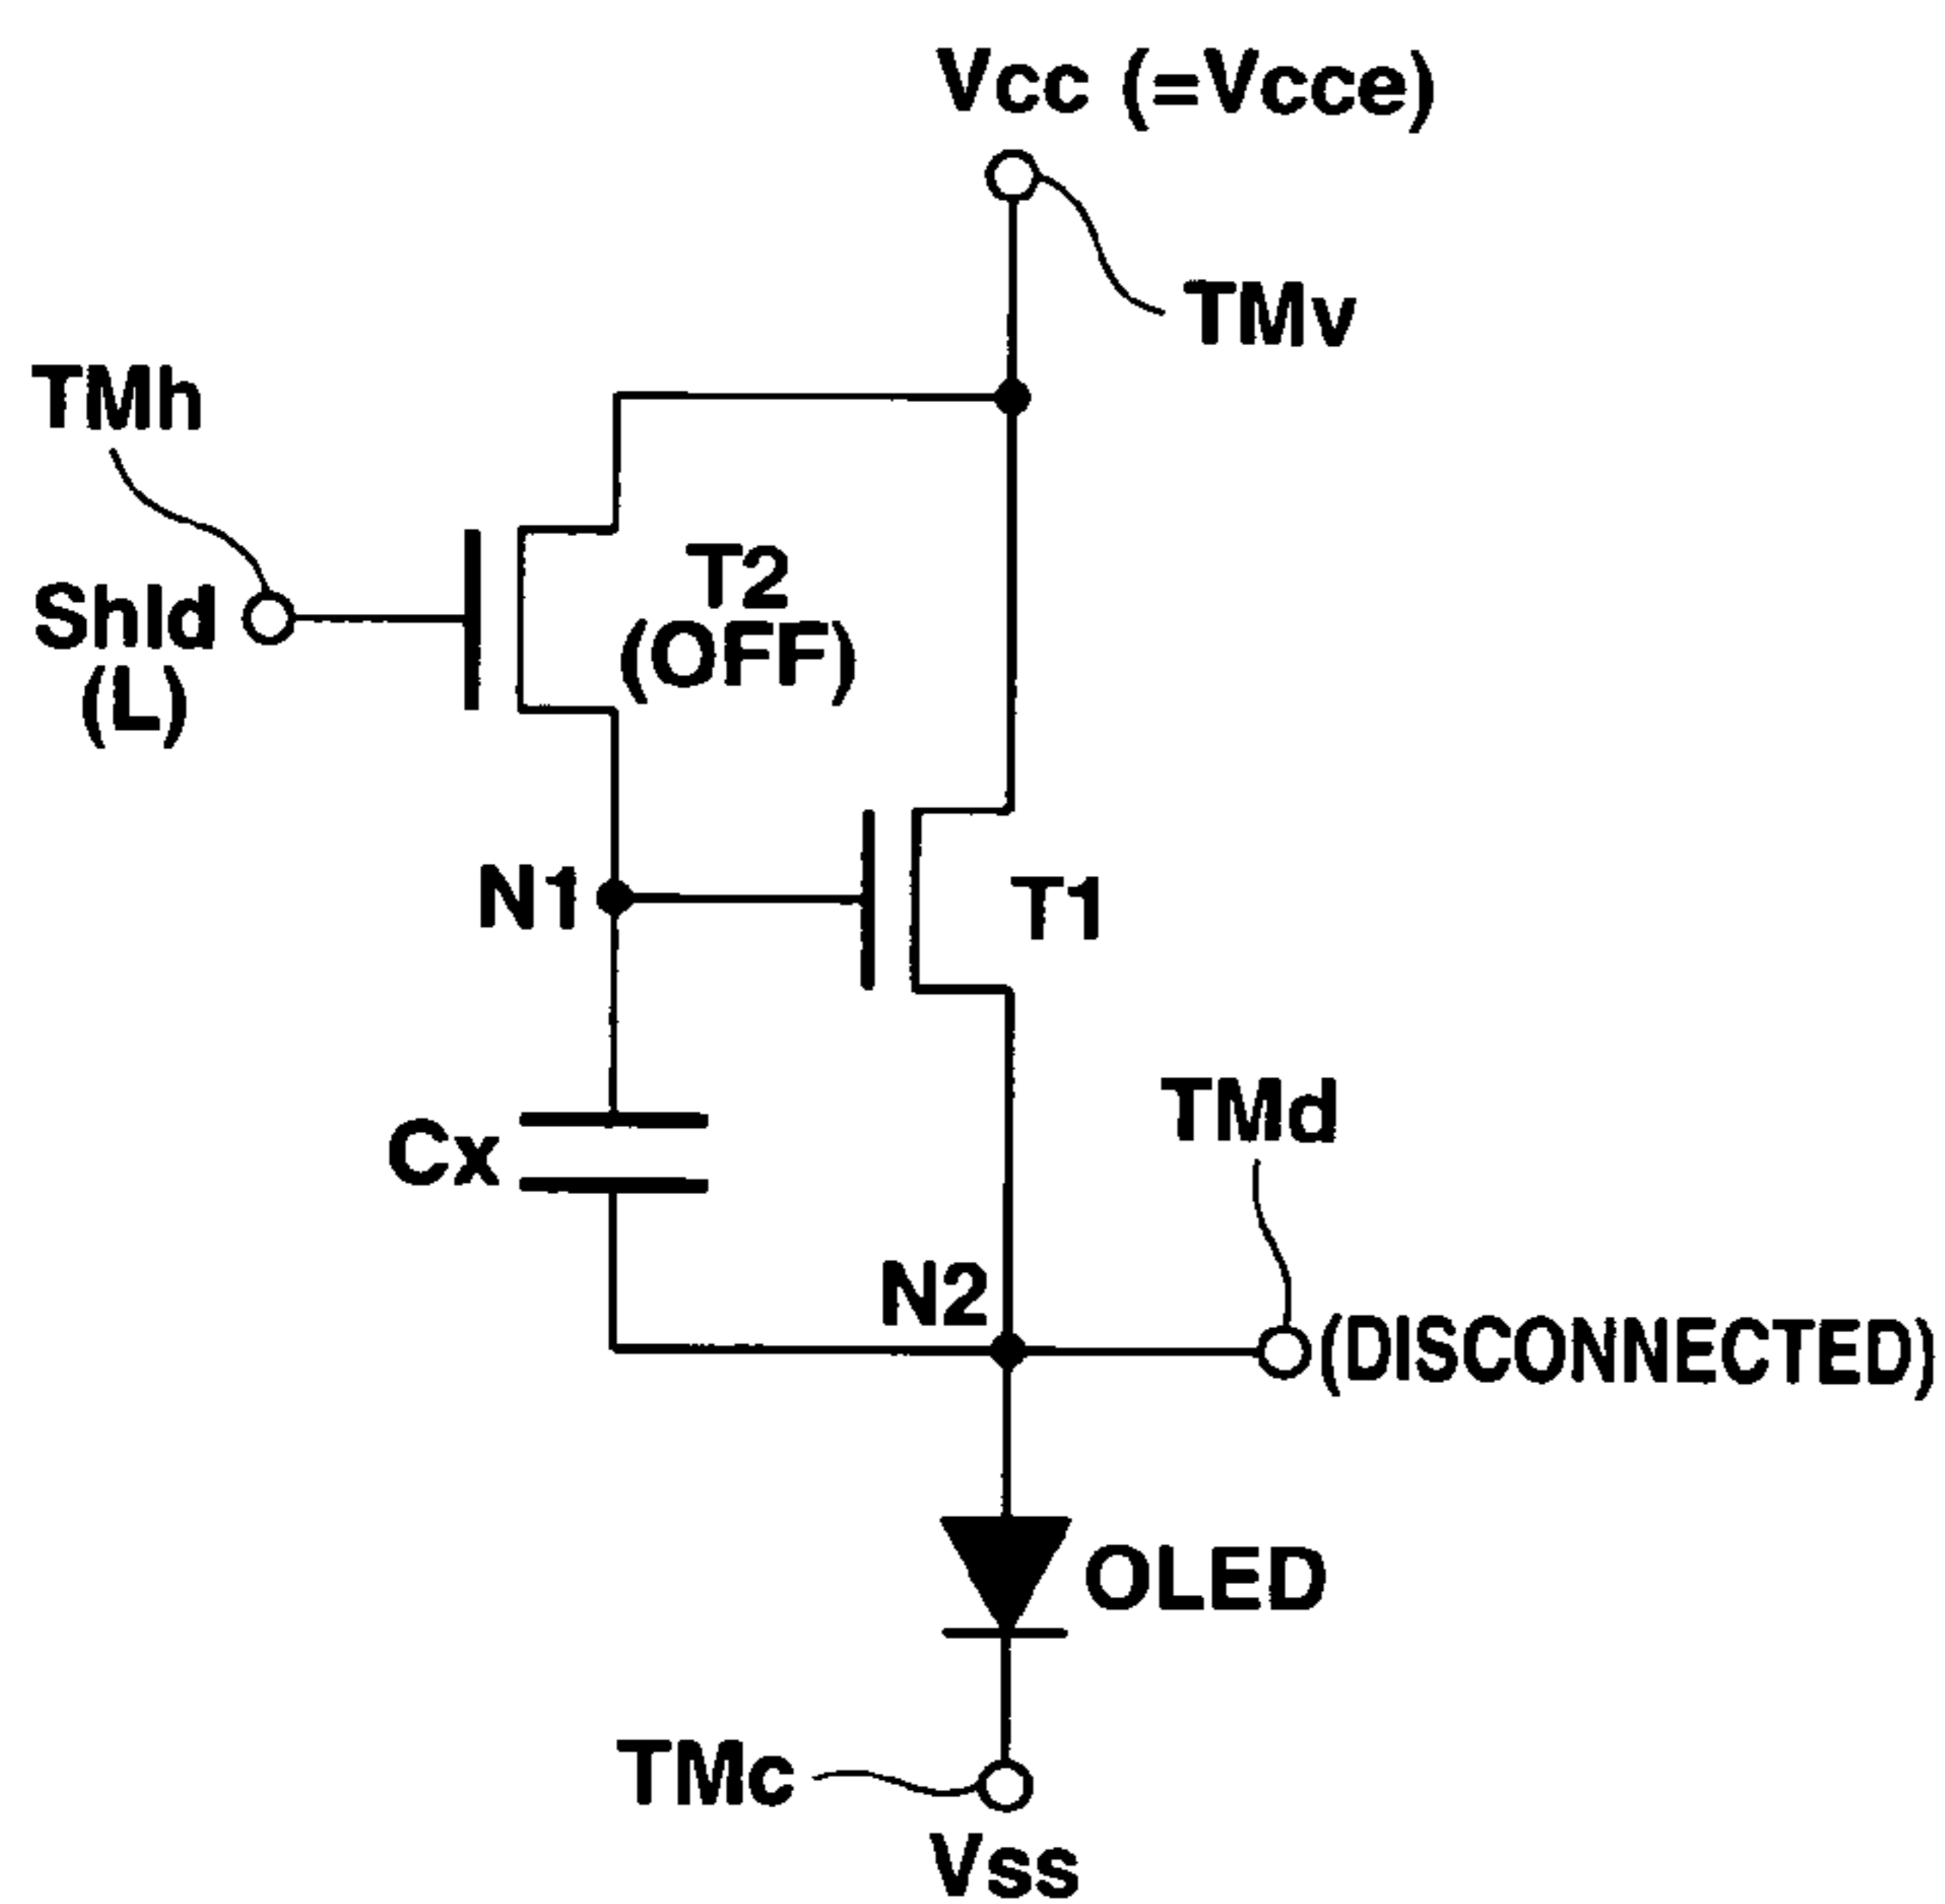 Vcc (=Vcce)
TMv
TMh
T2
(OFF)
Shld
(L)
N1
T1
Cx
TMd
N2
(DISCONNECTED)
OLED
TMc
Vss